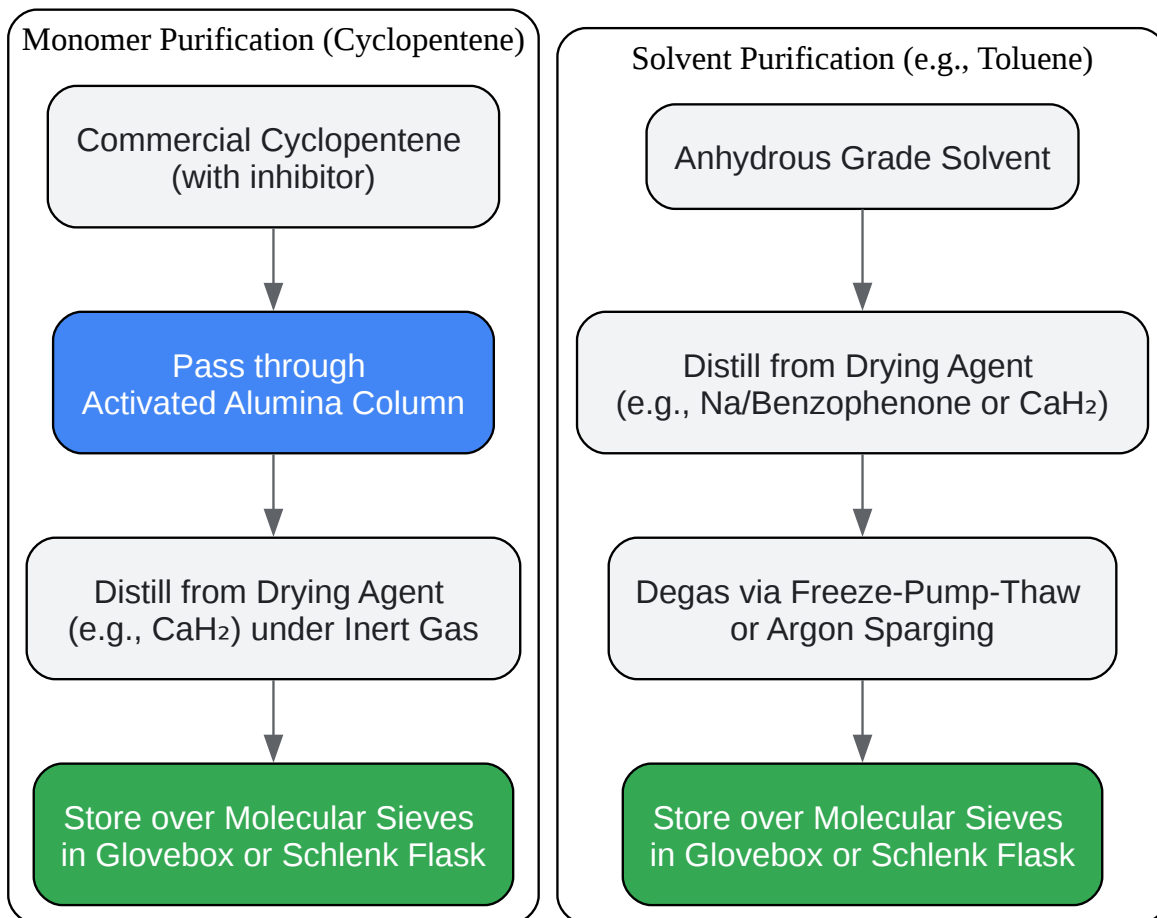 Monomer Purification (Cyclopentene)
Commercial Cyclopentene
(with inhibitor)
Pass through
Activated Alumina Column
Distill from Drying Agent
(e.g., CaH₂) under Inert Gas
Store over Molecular Sieves
in Glovebox or Schlenk Flask
Solvent Purification (e.g., Toluene)
Anhydrous Grade Solvent
Distill from Drying Agent
(e.g., Na/Benzophenone or CaH₂)
Degas via Freeze-Pump-Thaw
or Argon Sparging
Store over Molecular Sieves
in Glovebox or Schlenk Flask